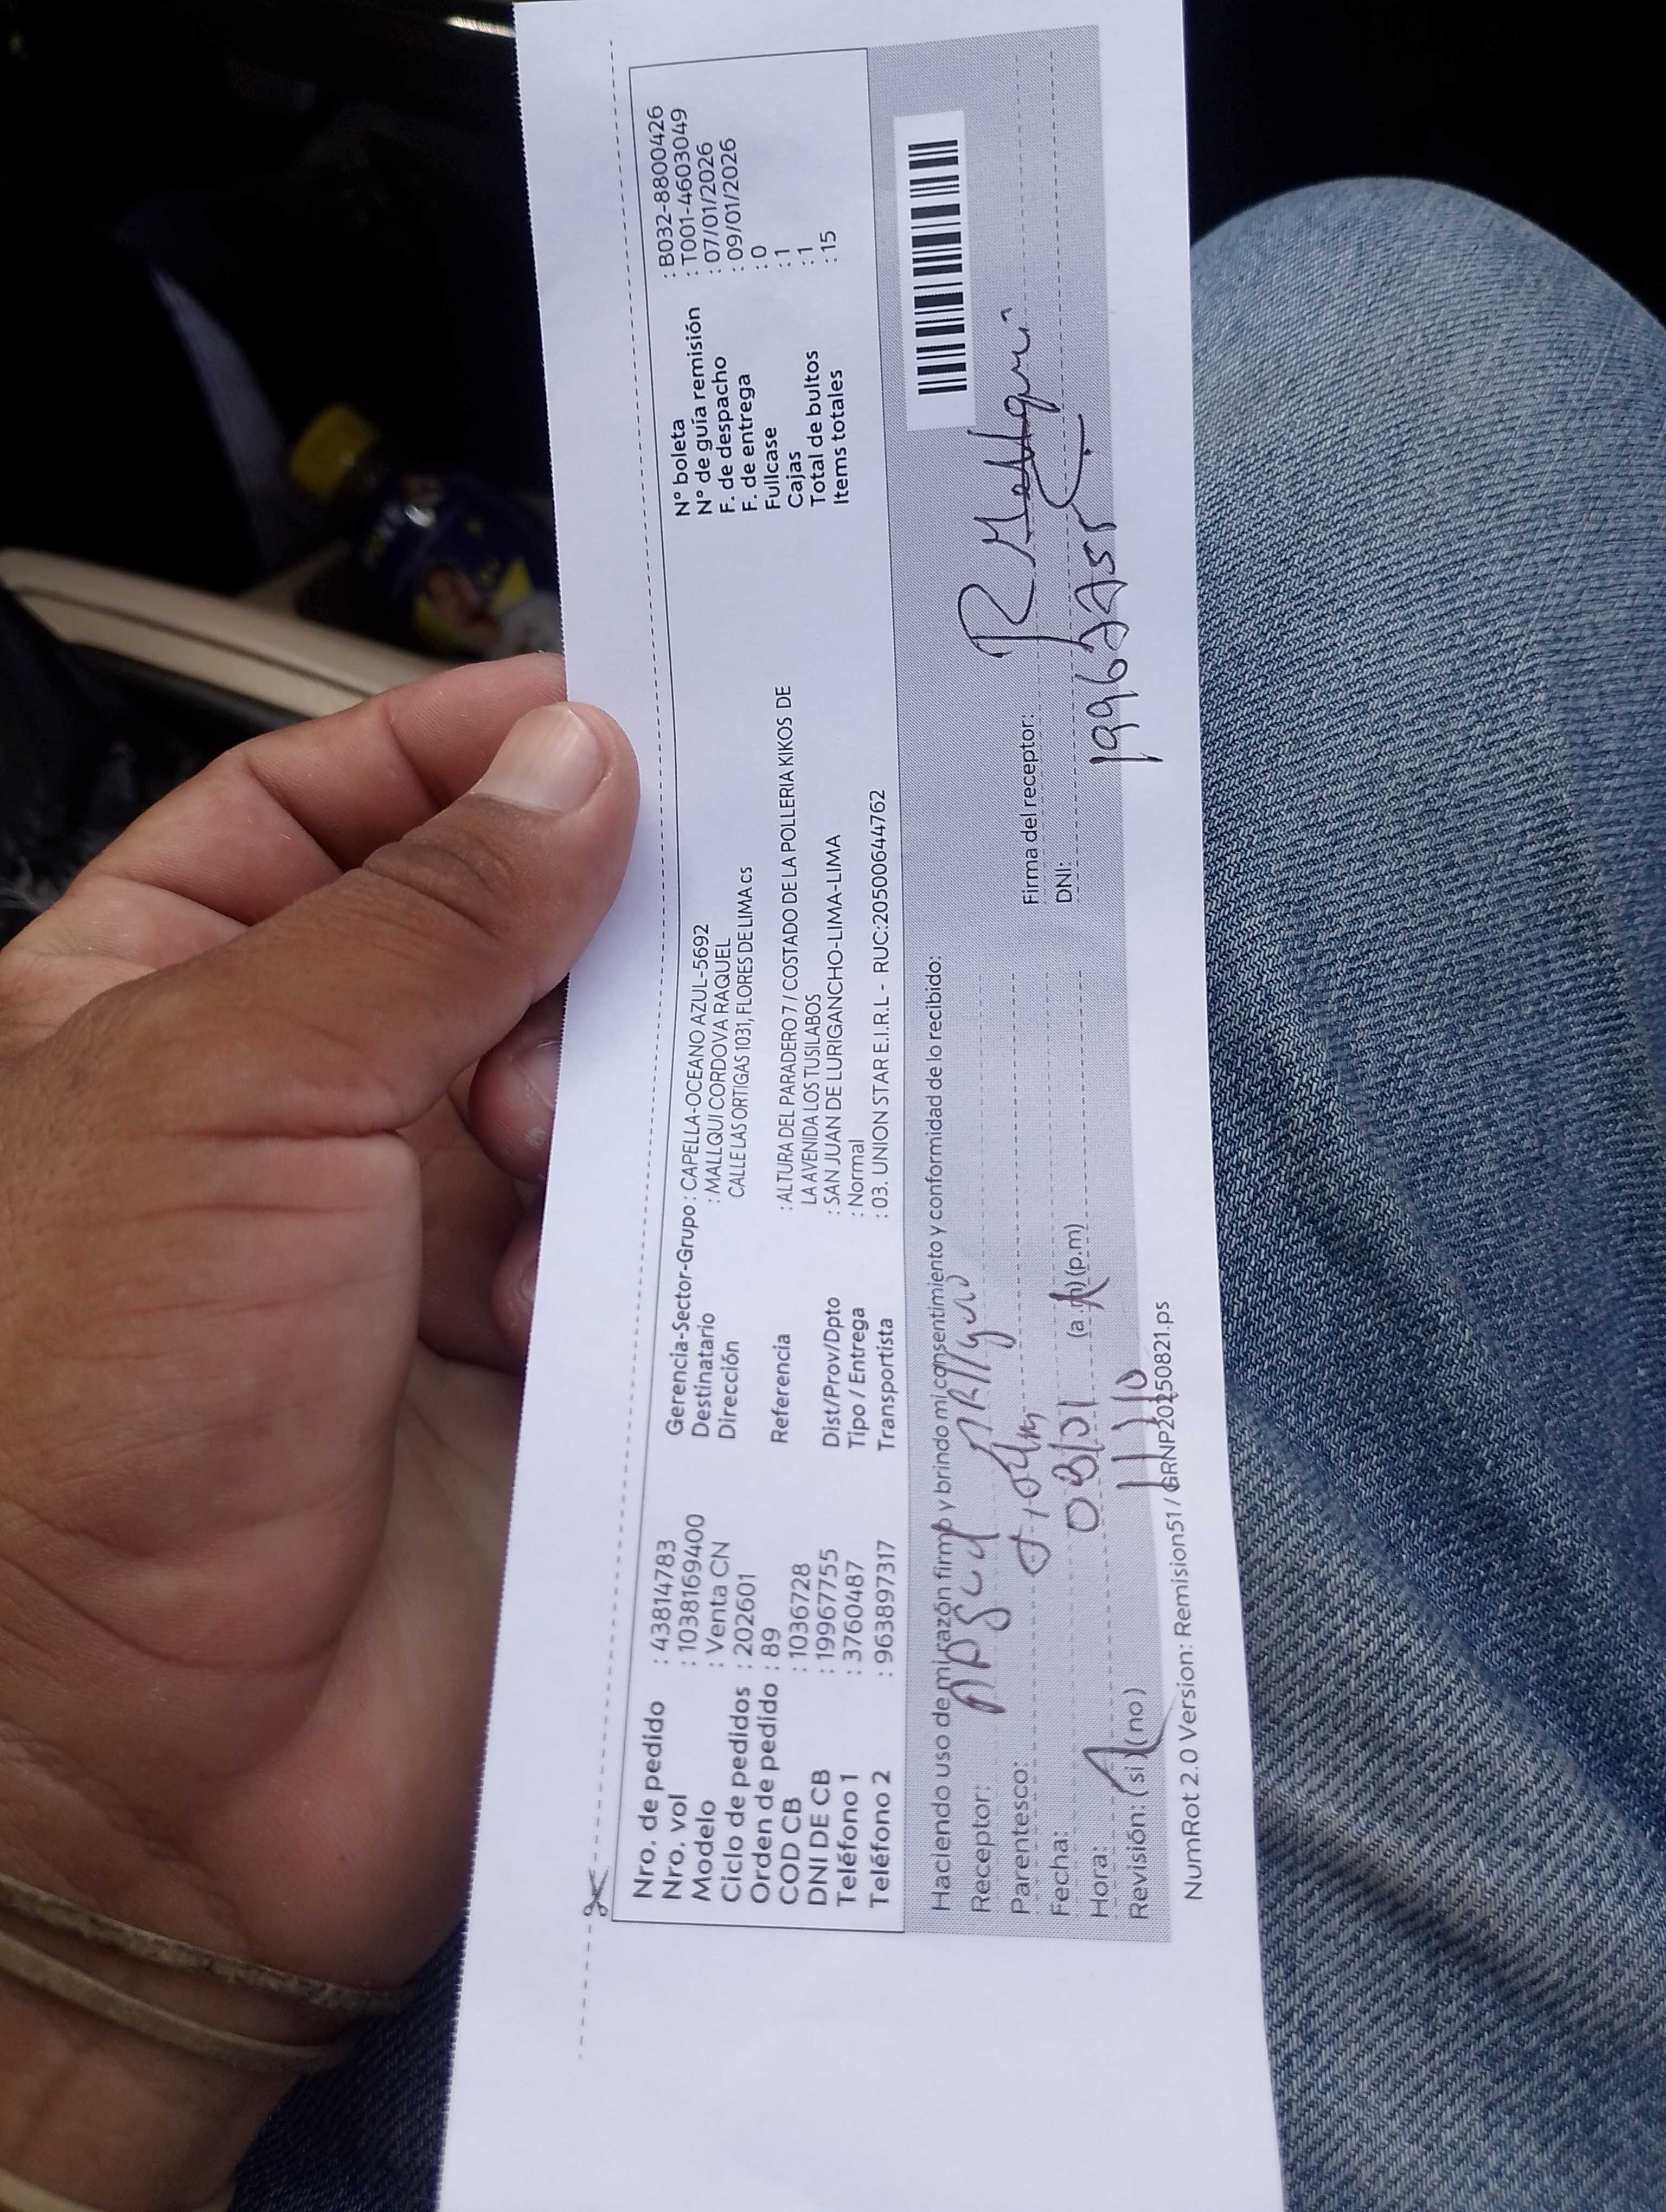 Nro. de pedido : 43814783
Nro. vol : 1038169400
Modelo : Venta CN
Ciclo de pedidos : 202601
Orden de pedido : 89
COD CB : 1036728
DNI DE CB : 19967755
Teléfono 1 : 3760487
Teléfono 2 : 963897317
Gerencia-Sector-Grupo : CAPELLA-OCEANO AZUL-5692
Destinatario : MALLQUI CORDOVA RAQUEL
Dirección CALLE LAS ORTIGAS 1031, FLORES DE LIMA cs
Referencia : ALTURA DEL PARADERO 7 / COSTADO DE LA POLLERIA KIKOS DE
LA AVENIDA LOS TUSILABOS
Dist/Prov/Dpto : SAN JUAN DE LURIGANCHO-LIMA-LIMA
Tipo / Entrega : Normal
Transportista : 03. UNION STAR E.I.R.L - RUC:20500644762
N° boleta : B032-8800426
N° de guía remisión : T001-4603049
F. de despacho : 07/01/2026
F. de entrega : 09/01/2026
Fullcase : 0
Cajas : 1
Total de bultos : 1
Items totales : 15
Haciendo uso de mi razón firmo y brindo mi consentimiento y conformidad de lo recibido:
Receptor:
Parentesco:
Fecha:
Hora: (a.m) (p.m)
Revisión: (si) (no)
Firma del receptor:
DNI:
NumRot 2.0 Version: Remision51 / GRNP20250821.ps